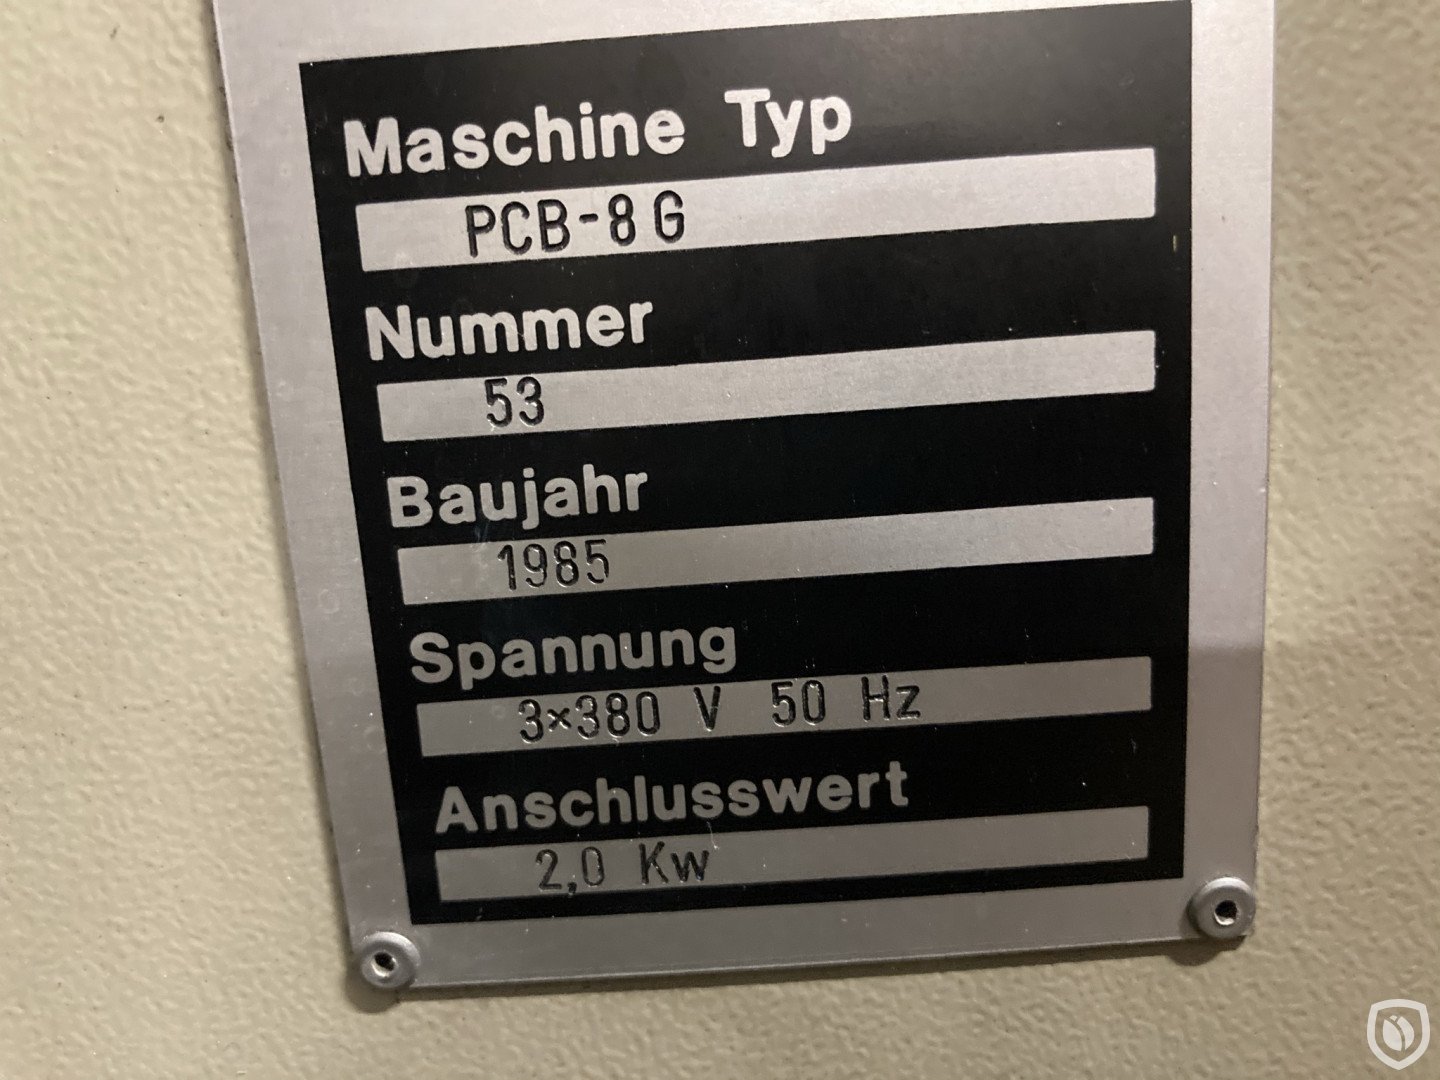 Maschine Typ
PCB-8G
Nummer
53
Baujahr
1985
Spannung
3×380 V 50 Hz
Anschlusswert
2,0 Kw